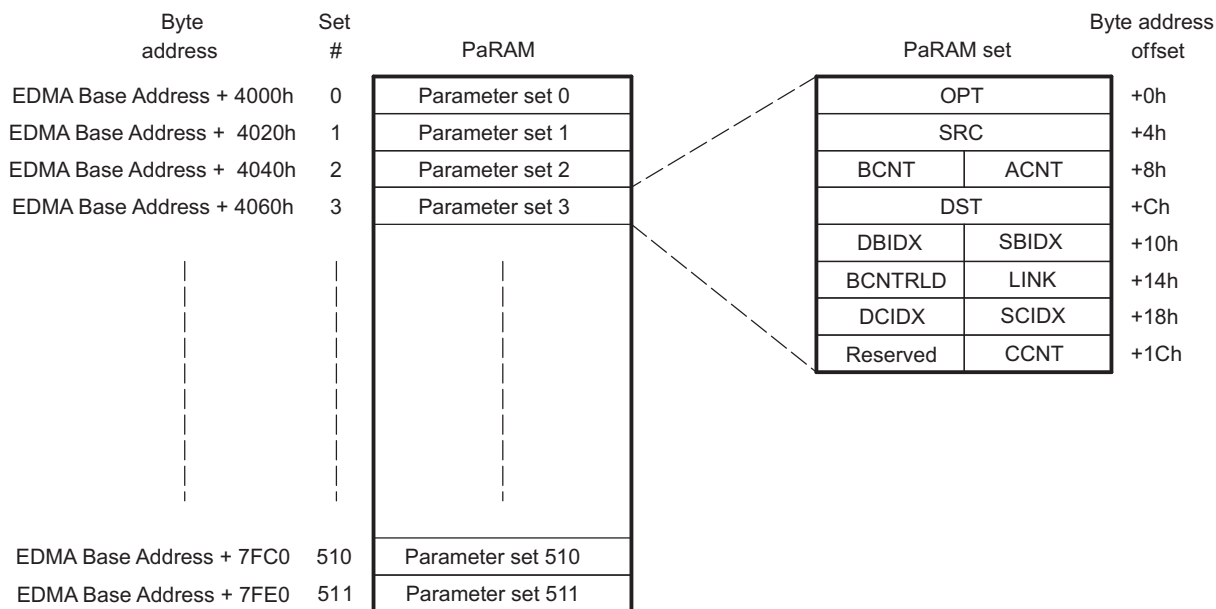 Byte address Set # PaRAM PaRAM set Byte address offset
EDMA Base Address + 4000h 0 Parameter set 0 OPT +0h
EDMA Base Address + 4020h 1 Parameter set 1 SRC +4h
EDMA Base Address + 4040h 2 Parameter set 2 BCNT ACNT +8h
EDMA Base Address + 4060h 3 Parameter set 3 DST +Ch
DBIDX SBIDX +10h
BCNTRLD LINK +14h
DCIDX SCIDX +18h
Reserved CCNT +1Ch
EDMA Base Address + 7FC0 510 Parameter set 510
EDMA Base Address + 7FE0 511 Parameter set 511